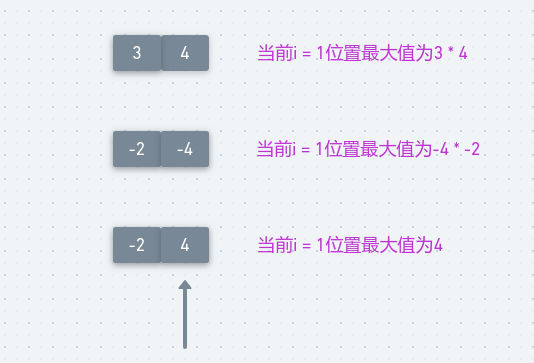 3 4 当前i = 1位置最大值为3 * 4
-2 -4 当前i = 1位置最大值为-4 * -2
-2 4 当前i = 1位置最大值为4